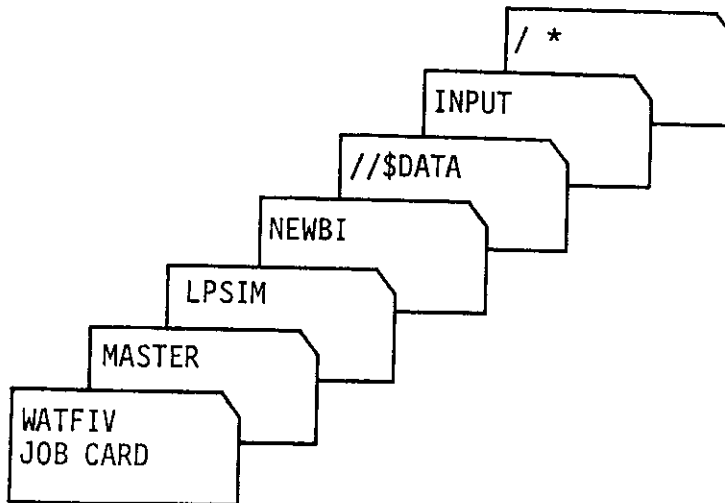 / *
INPUT
//$DATA
NEWBI
LPSIM
MASTER
WATFIV
JOB CARD